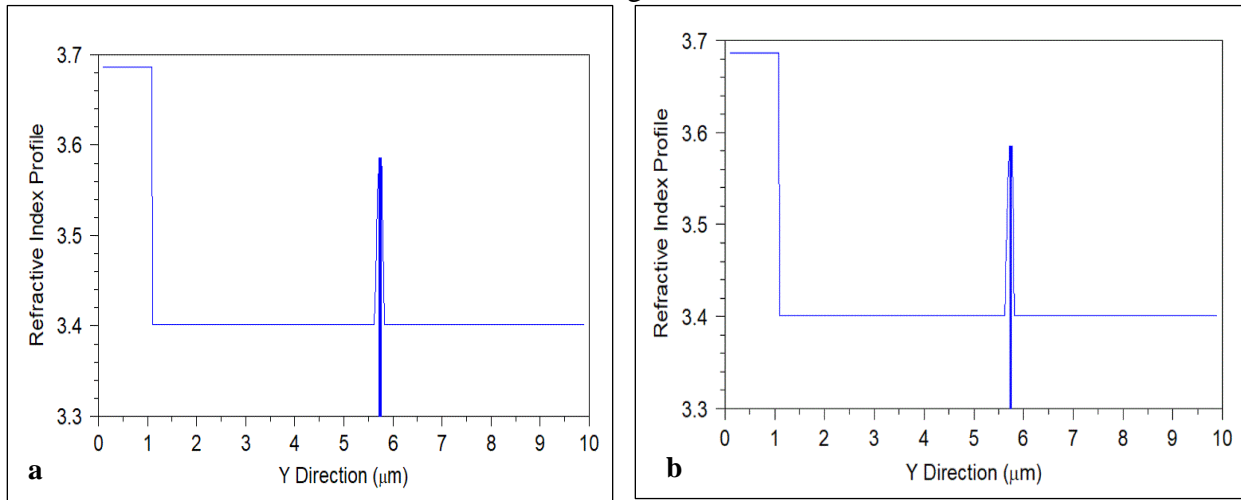 3.7
3.6
3.5
3.4
3.3
Refractive Index Profile
0 1 2 3 4 5 6 7 8 9 10
Y Direction (μm)
a
3.7
3.6
3.5
3.4
3.3
Refractive Index Profile
0 1 2 3 4 5 6 7 8 9 10
Y Direction (μm)
b